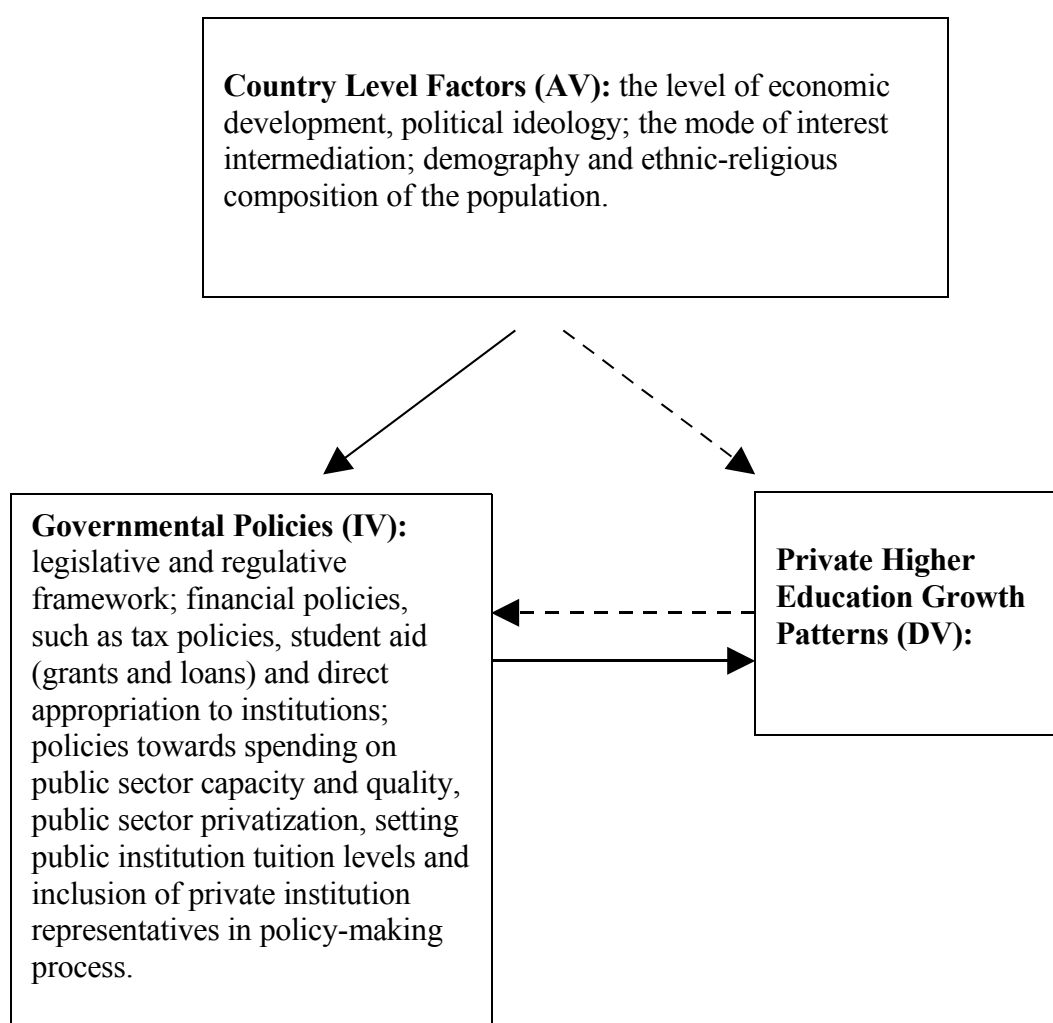 Country Level Factors (AV): the level of economic
development, political ideology; the mode of interest
intermediation; demography and ethnic-religious
composition of the population.
Governmental Policies (IV):
legislative and regulative
framework; financial policies,
such as tax policies, student aid
(grants and loans) and direct
appropriation to institutions;
policies towards spending on
public sector capacity and quality,
public sector privatization, setting
public institution tuition levels and
inclusion of private institution
representatives in policy-making
process.
Private Higher
Education Growth
Patterns (DV):